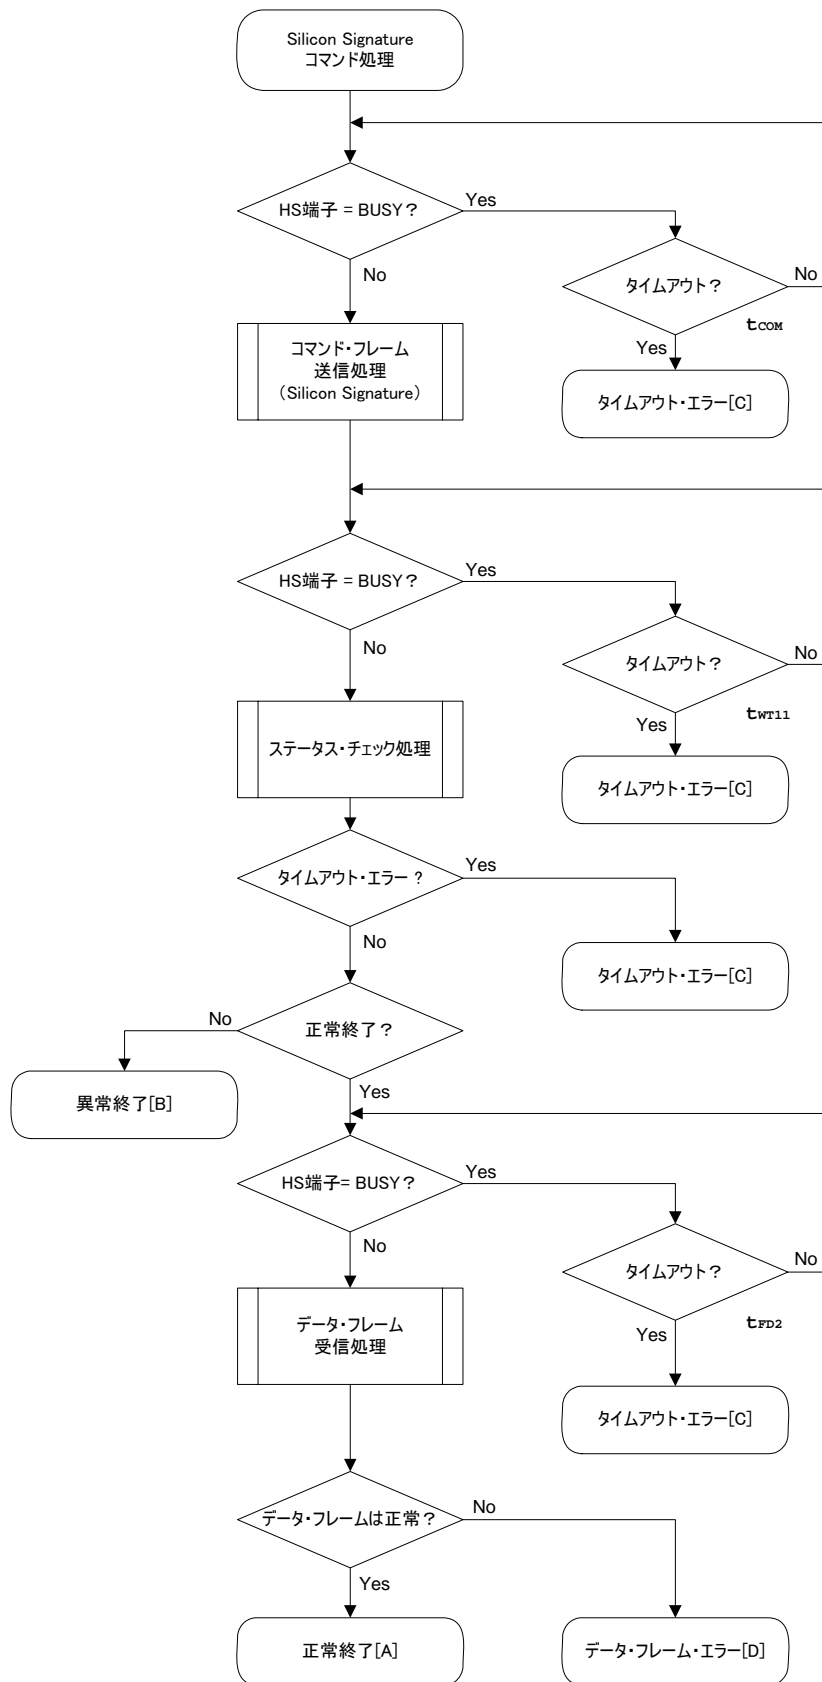 Silicon Signature
コマンド処理
HS端子 = BUSY？
Yes
No
タイムアウト？
No
tCOM
Yes
コマンド・フレーム
送信処理
（Silicon Signature）
タイムアウト・エラー[C]
HS端子 = BUSY？
Yes
No
タイムアウト？
No
tWT11
Yes
ステータス・チェック処理
タイムアウト・エラー[C]
タイムアウト・エラー？
Yes
No
タイムアウト・エラー[C]
正常終了？
No
Yes
異常終了[B]
HS端子= BUSY？
Yes
No
タイムアウト？
No
tFD2
Yes
データ・フレーム
受信処理
タイムアウト・エラー[C]
データ・フレームは正常？
No
Yes
正常終了[A]
データ・フレーム・エラー[D]